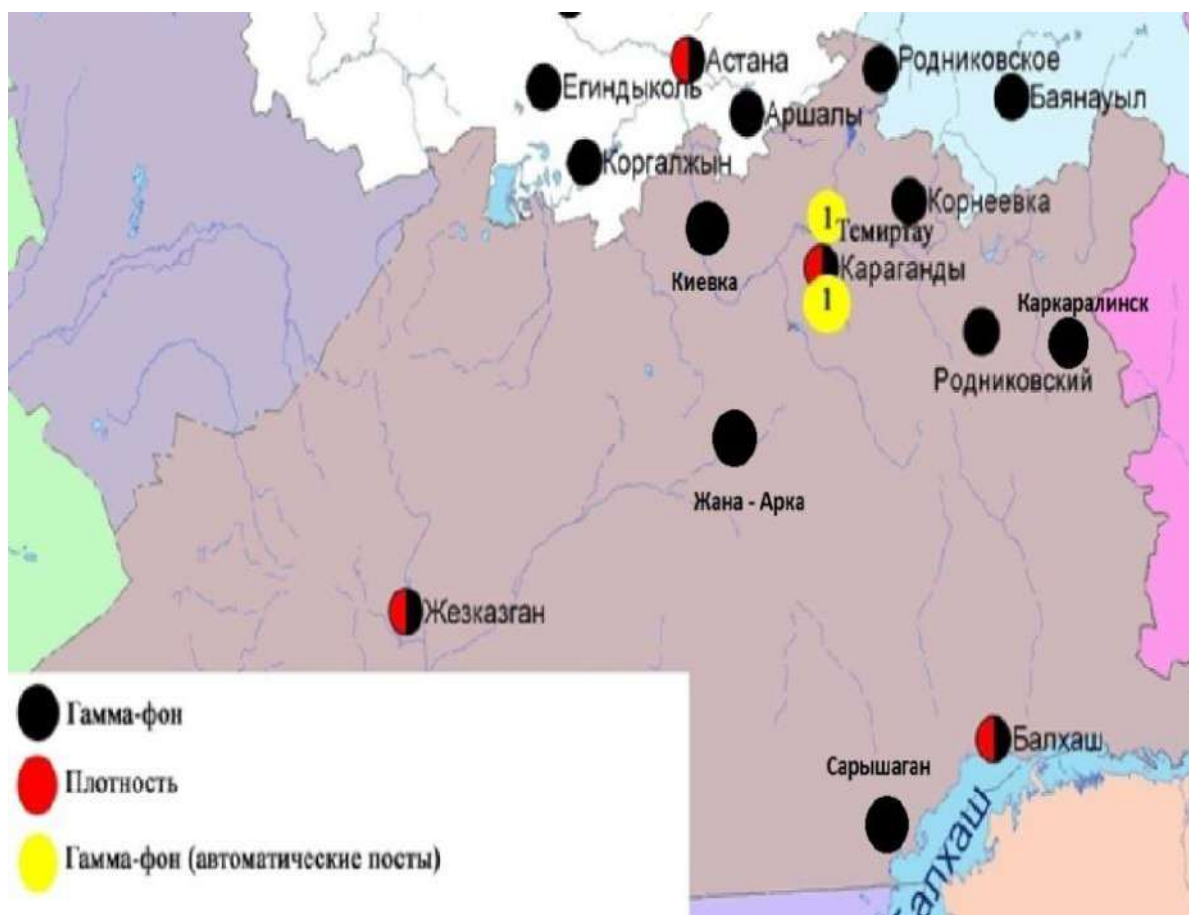 Астана
Родниковское
Егиндыколь
Баянауыл
Аршалы
Коргалжын
Корнеевка
1
Темиртау
Киевка
Караганды
1
Каркаралинск
Родниковский
Жана - Арка
Жезказган
Гамма-фон
Балхаш
Сарышаган
Плотность
Гамма-фон (автоматические посты)
алхаш